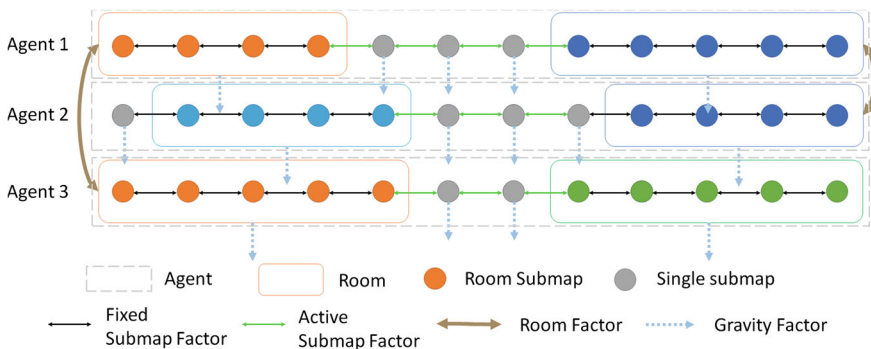 Agent 1
Agent 2
Agent 3
Agent
Room
Room Submap
Single submap
Fixed
Submap Factor
Active
Submap Factor
Room Factor
Gravity Factor